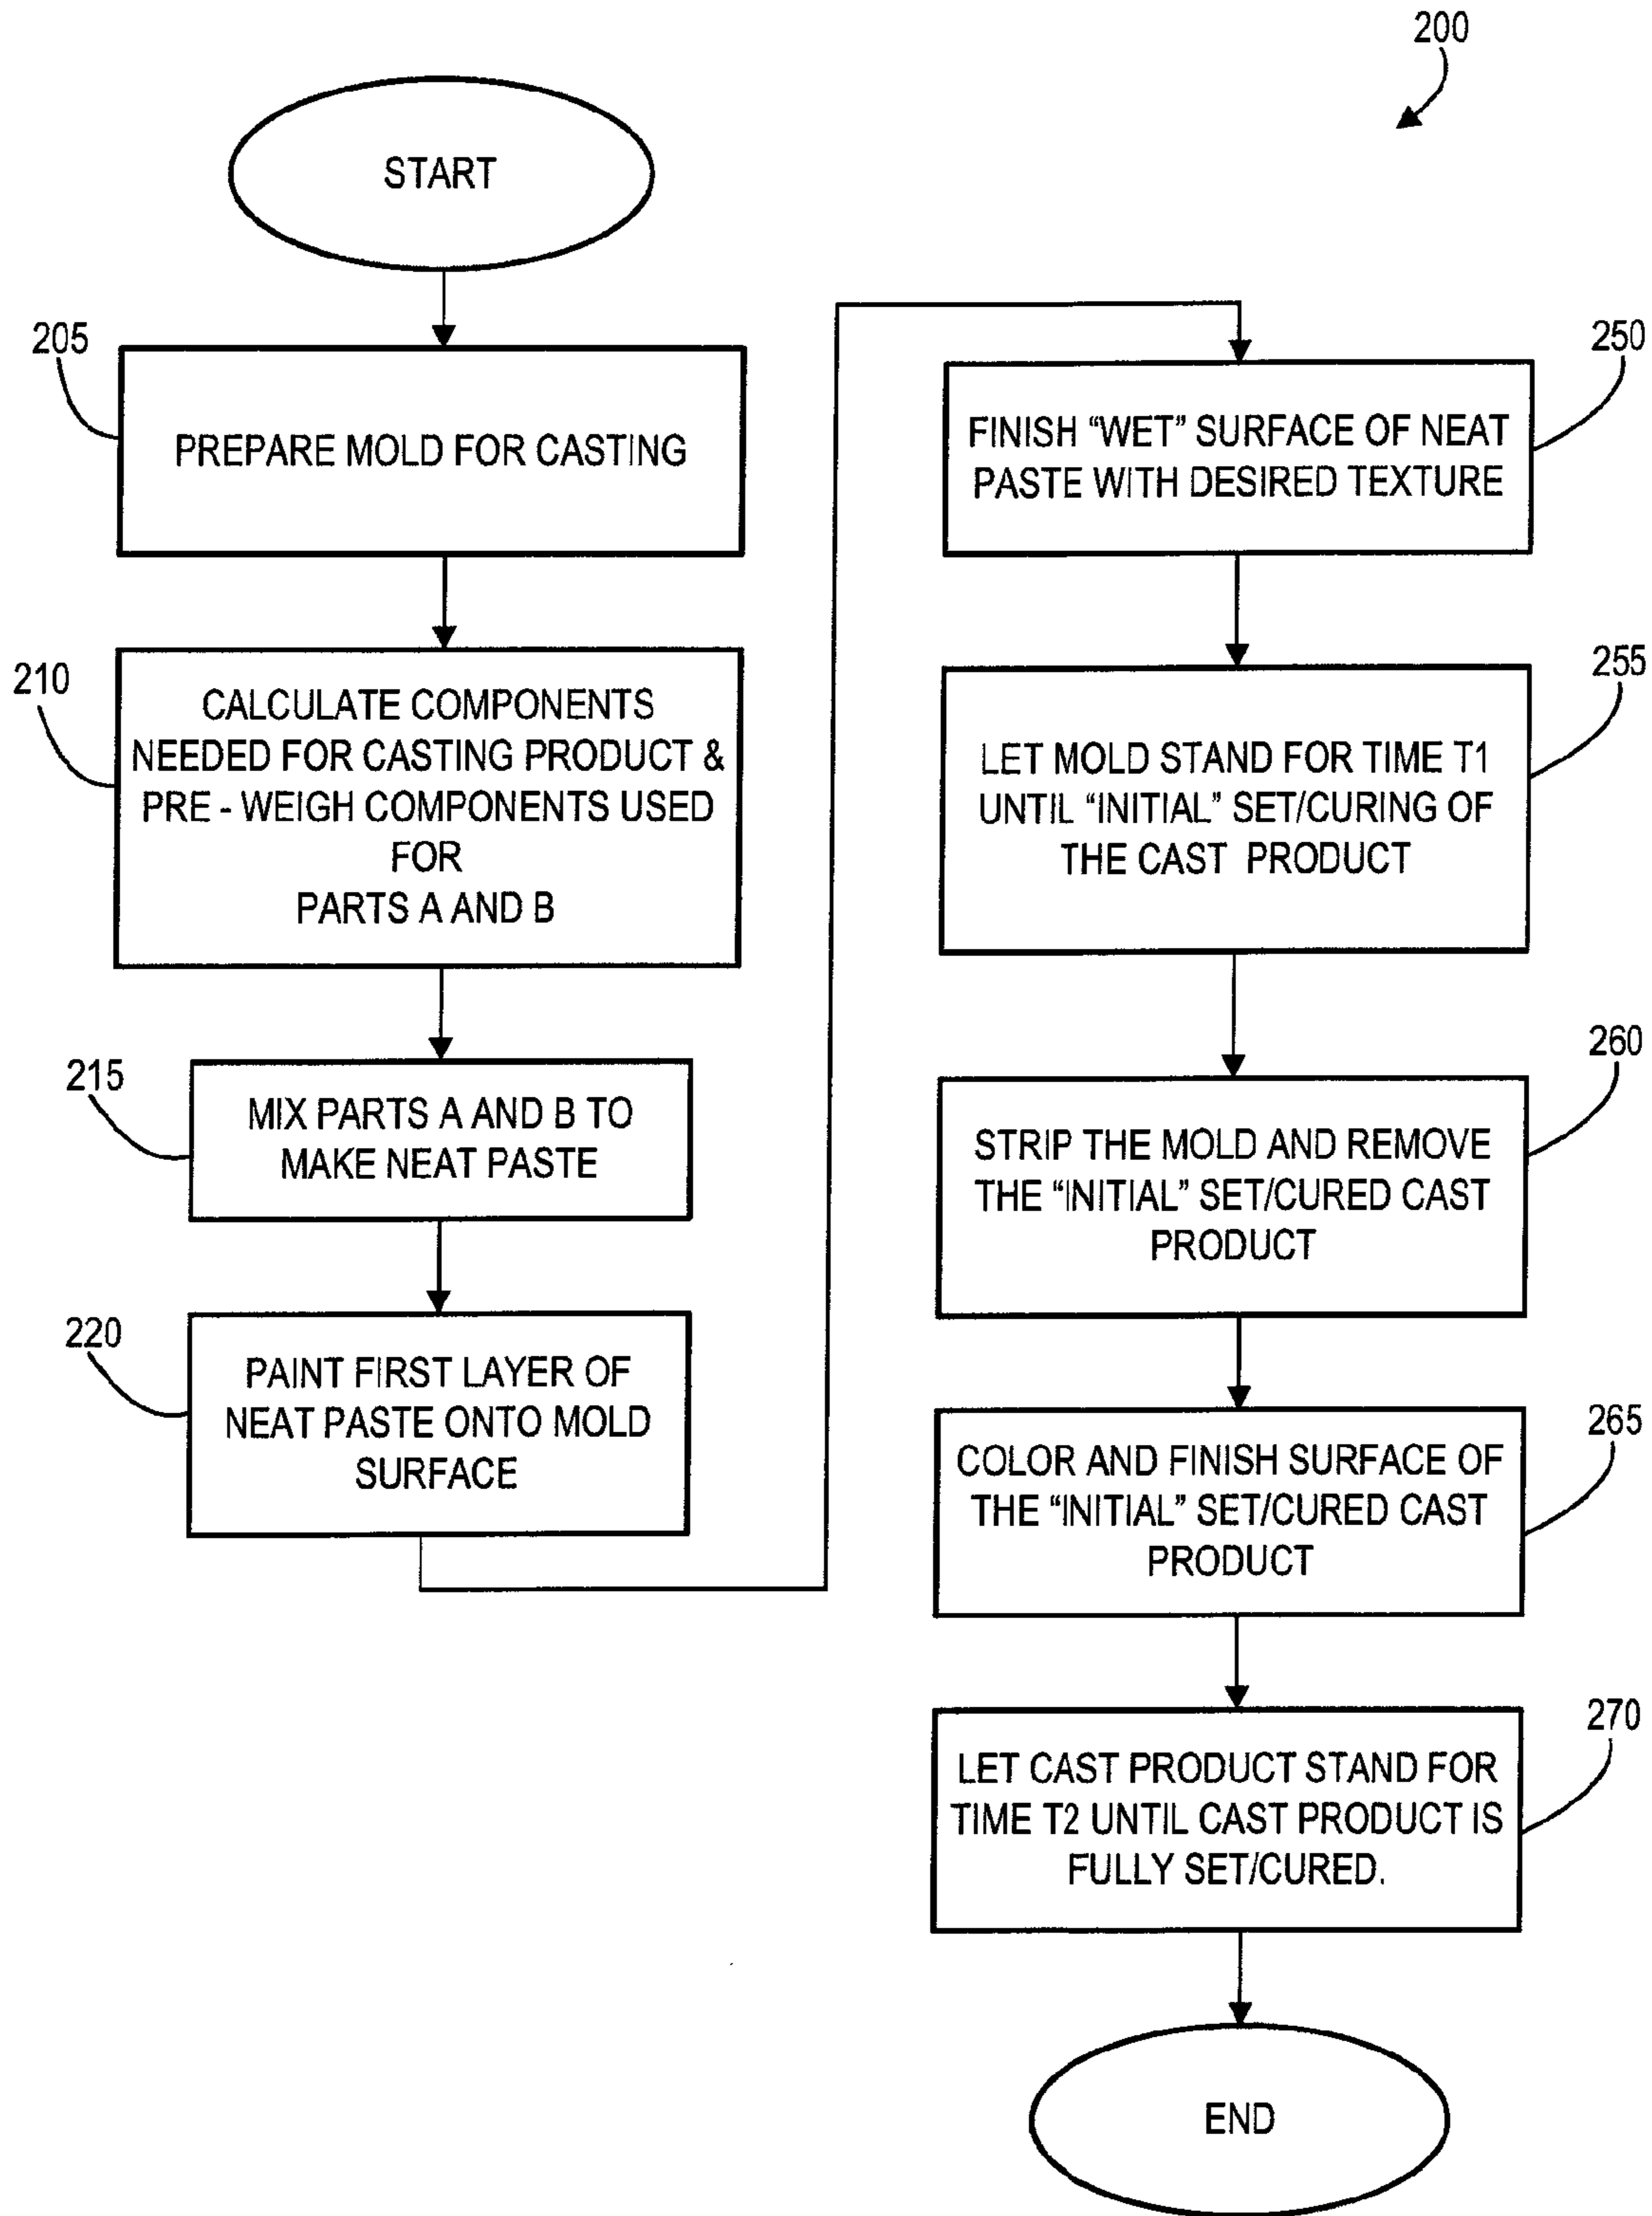 200
START
205
PREPARE MOLD FOR CASTING
210
CALCULATE COMPONENTS
NEEDED FOR CASTING PRODUCT &
PRE - WEIGH COMPONENTS USED
FOR
PARTS A AND B
215
MIX PARTS A AND B TO
MAKE NEAT PASTE
220
PAINT FIRST LAYER OF
NEAT PASTE ONTO MOLD
SURFACE
250
FINISH “WET” SURFACE OF NEAT
PASTE WITH DESIRED TEXTURE
255
LET MOLD STAND FOR TIME T1
UNTIL “INITIAL” SET/CURING OF
THE CAST PRODUCT
260
STRIP THE MOLD AND REMOVE
THE “INITIAL” SET/CURED CAST
PRODUCT
265
COLOR AND FINISH SURFACE OF
THE “INITIAL” SET/CURED CAST
PRODUCT
270
LET CAST PRODUCT STAND FOR
TIME T2 UNTIL CAST PRODUCT IS
FULLY SET/CURED.
END